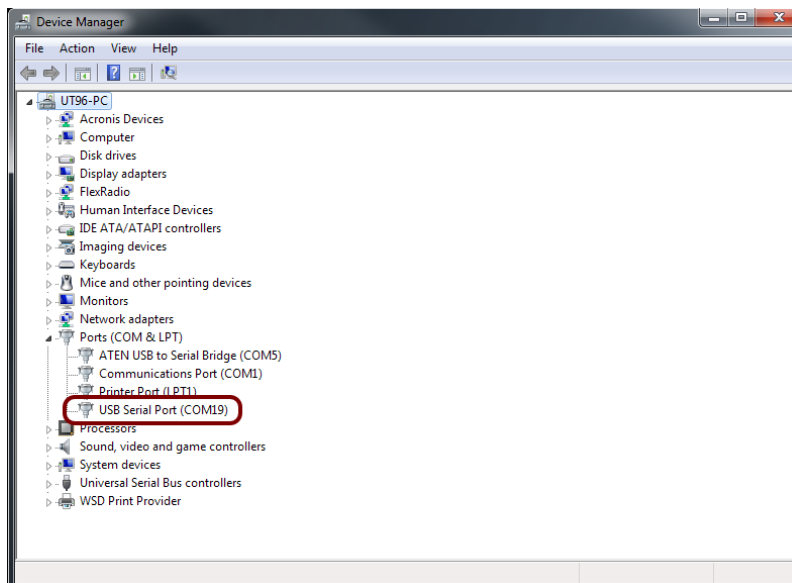 Device Manager
File Action View Help
UT96-PC
Acronis Devices
Computer
Disk drives
Display adapters
FlexRadio
Human Interface Devices
IDE ATA/ATAPI controllers
Imaging devices
Keyboards
Mice and other pointing devices
Monitors
Network adapters
Ports (COM & LPT)
ATEN USB to Serial Bridge (COM5)
Communications Port (COM1)
Printer Port (LPT1)
USB Serial Port (COM19)
Processors
Sound, video and game controllers
System devices
Universal Serial Bus controllers
WSD Print Provider